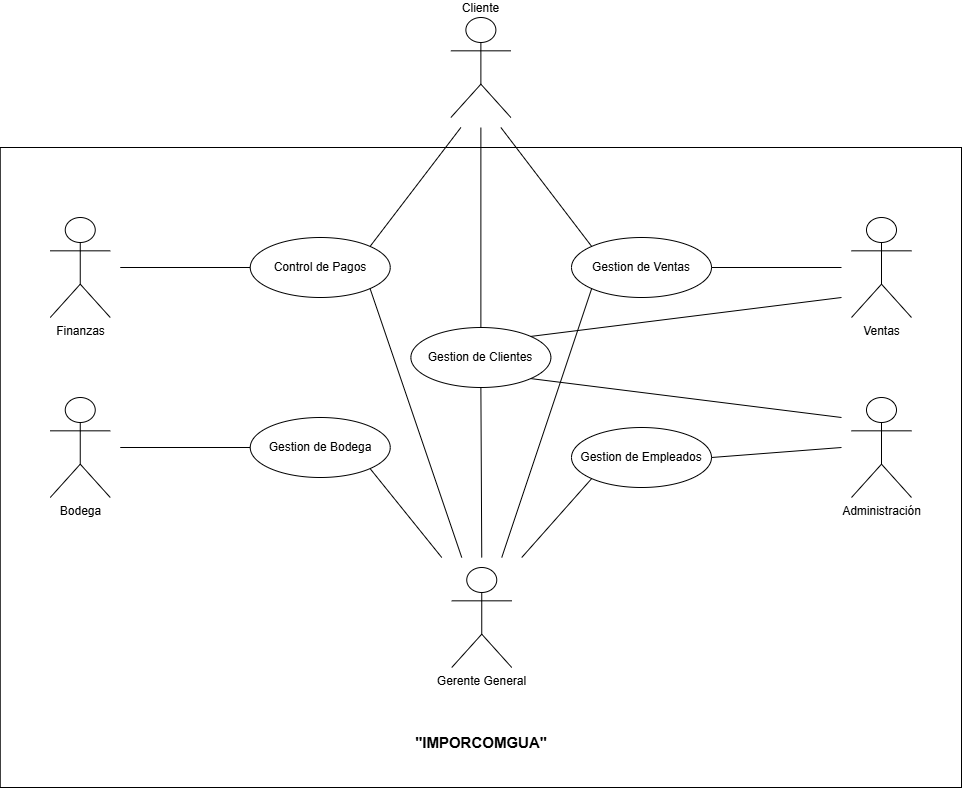 Cliente
Control de Pagos
Gestion de Ventas
Finanzas
Ventas
Gestion de Clientes
Gestion de Bodega
Gestion de Empleados
Bodega
Administración
Gerente General
"IMPORCOMGUA"